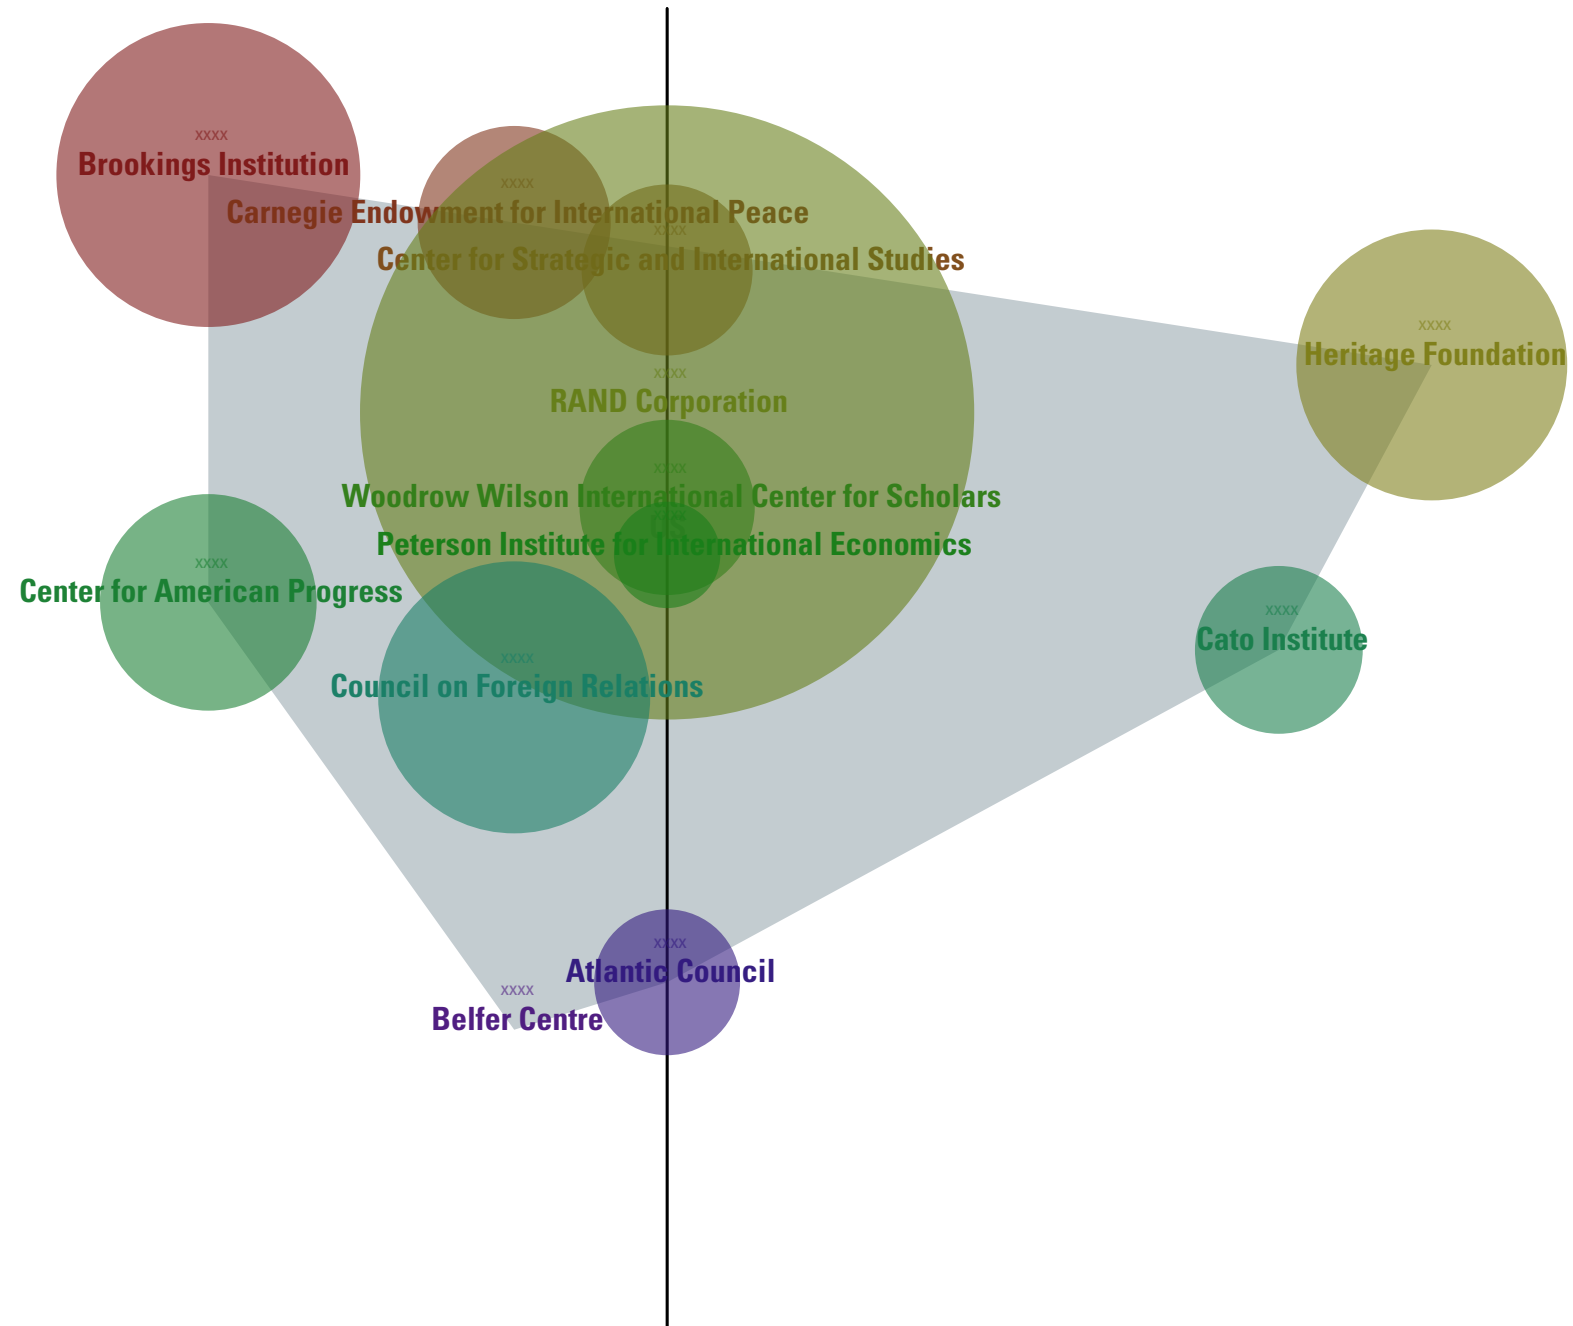 xxxx
Brookings Institution
xxxx
Carnegie Endowment for International Peace
xxxx
Center for Strategic and International Studies
xxxx
Heritage Foundation
xxxx
RAND Corporation
xxxx
Woodrow Wilson International Center for Scholars
Peterson Institute for International Economics
xxxx
Center for American Progress
xxxx
Cato Institute
xxxx
Council on Foreign Relations
xxxx
Atlantic Council
xxxx
Belfer Centre